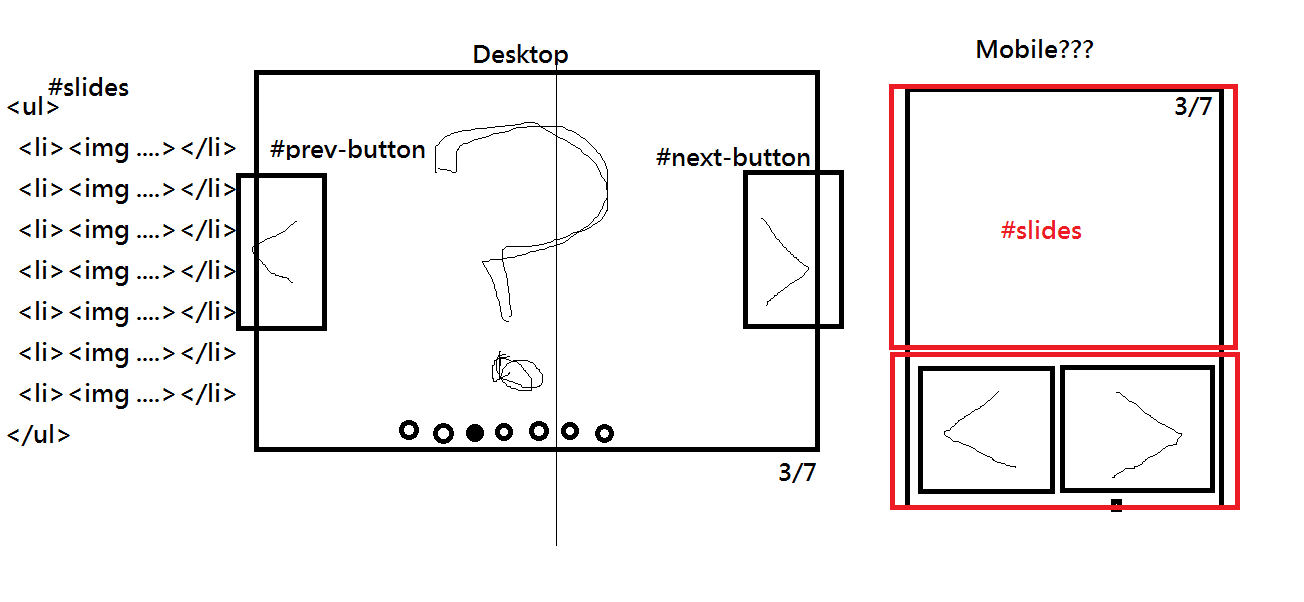 Desktop
Mobile???
#slides
<ul>
<li><img ....></li>
<li><img ....></li>
<li><img ....></li>
<li><img ....></li>
<li><img ....></li>
<li><img ....></li>
<li><img ....></li>
</ul>
#prev-button
#next-button
3/7
3/7
#slides